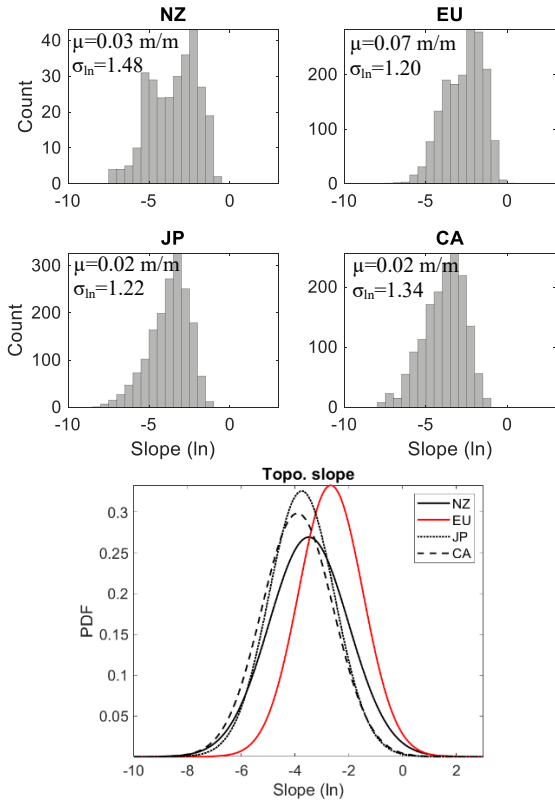 NZ
EU
μ=0.03 m/m
σln=1.48
μ=0.07 m/m
σln=1.20
Count
40
30
20
10
0
200
100
0
-10
-5
0
-10
-5
0
JP
CA
μ=0.02 m/m
σln=1.22
μ=0.02 m/m
σln=1.34
Count
300
200
100
0
200
100
0
-10
-5
0
-10
-5
0
Slope (ln)
Slope (ln)
Topo. slope
NZ
EU
JP
CA
PDF
0.3
0.25
0.2
0.15
0.1
0.05
-10
-8
-6
-4
-2
0
2
Slope (ln)